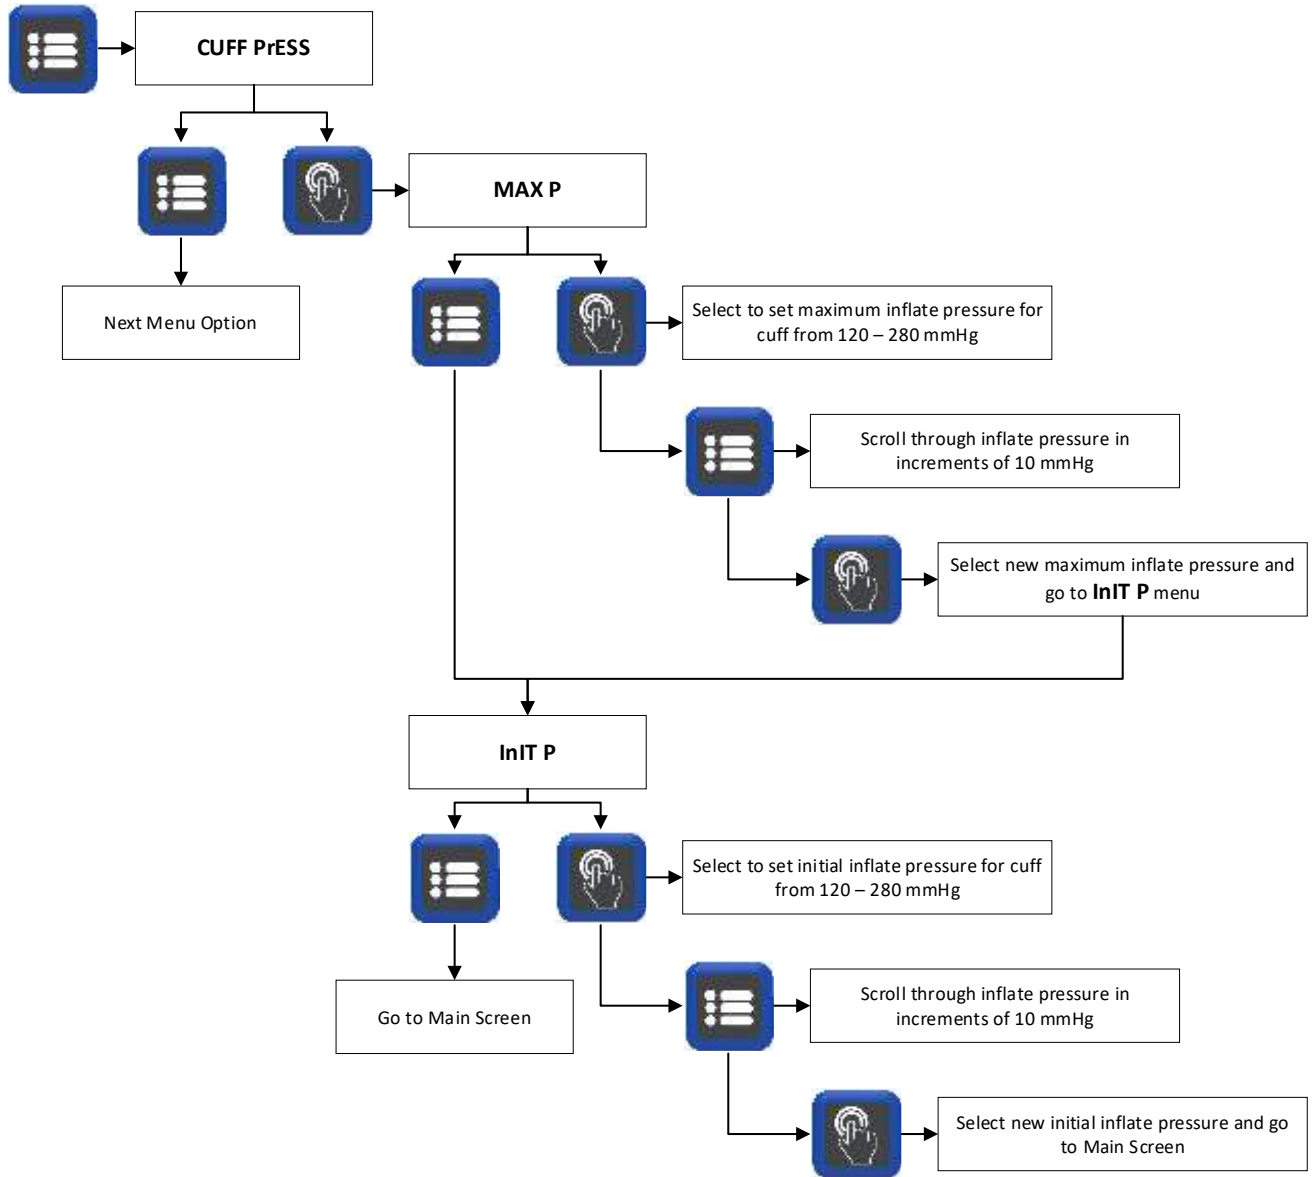 CUFF PrESS
MAX P
Next Menu Option
Select to set maximum inflate pressure for
cuff from 120 – 280 mmHg
Scroll through inflate pressure in
increments of 10 mmHg
Select new maximum inflate pressure and
go to InIT P menu
InIT P
Select to set initial inflate pressure for cuff
from 120 – 280 mmHg
Go to Main Screen
Scroll through inflate pressure in
increments of 10 mmHg
Select new initial inflate pressure and go
to Main Screen